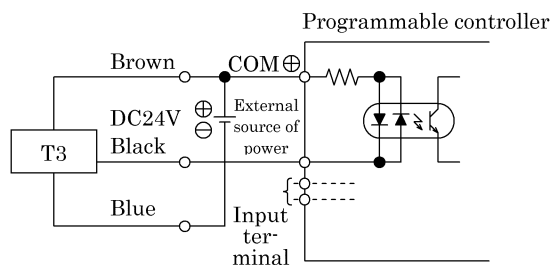 Programmable controller
Brown
COM⊕
DC24V
⊕
⊖
External
source of
power
T3
Black
Blue
Input
ter-
minal